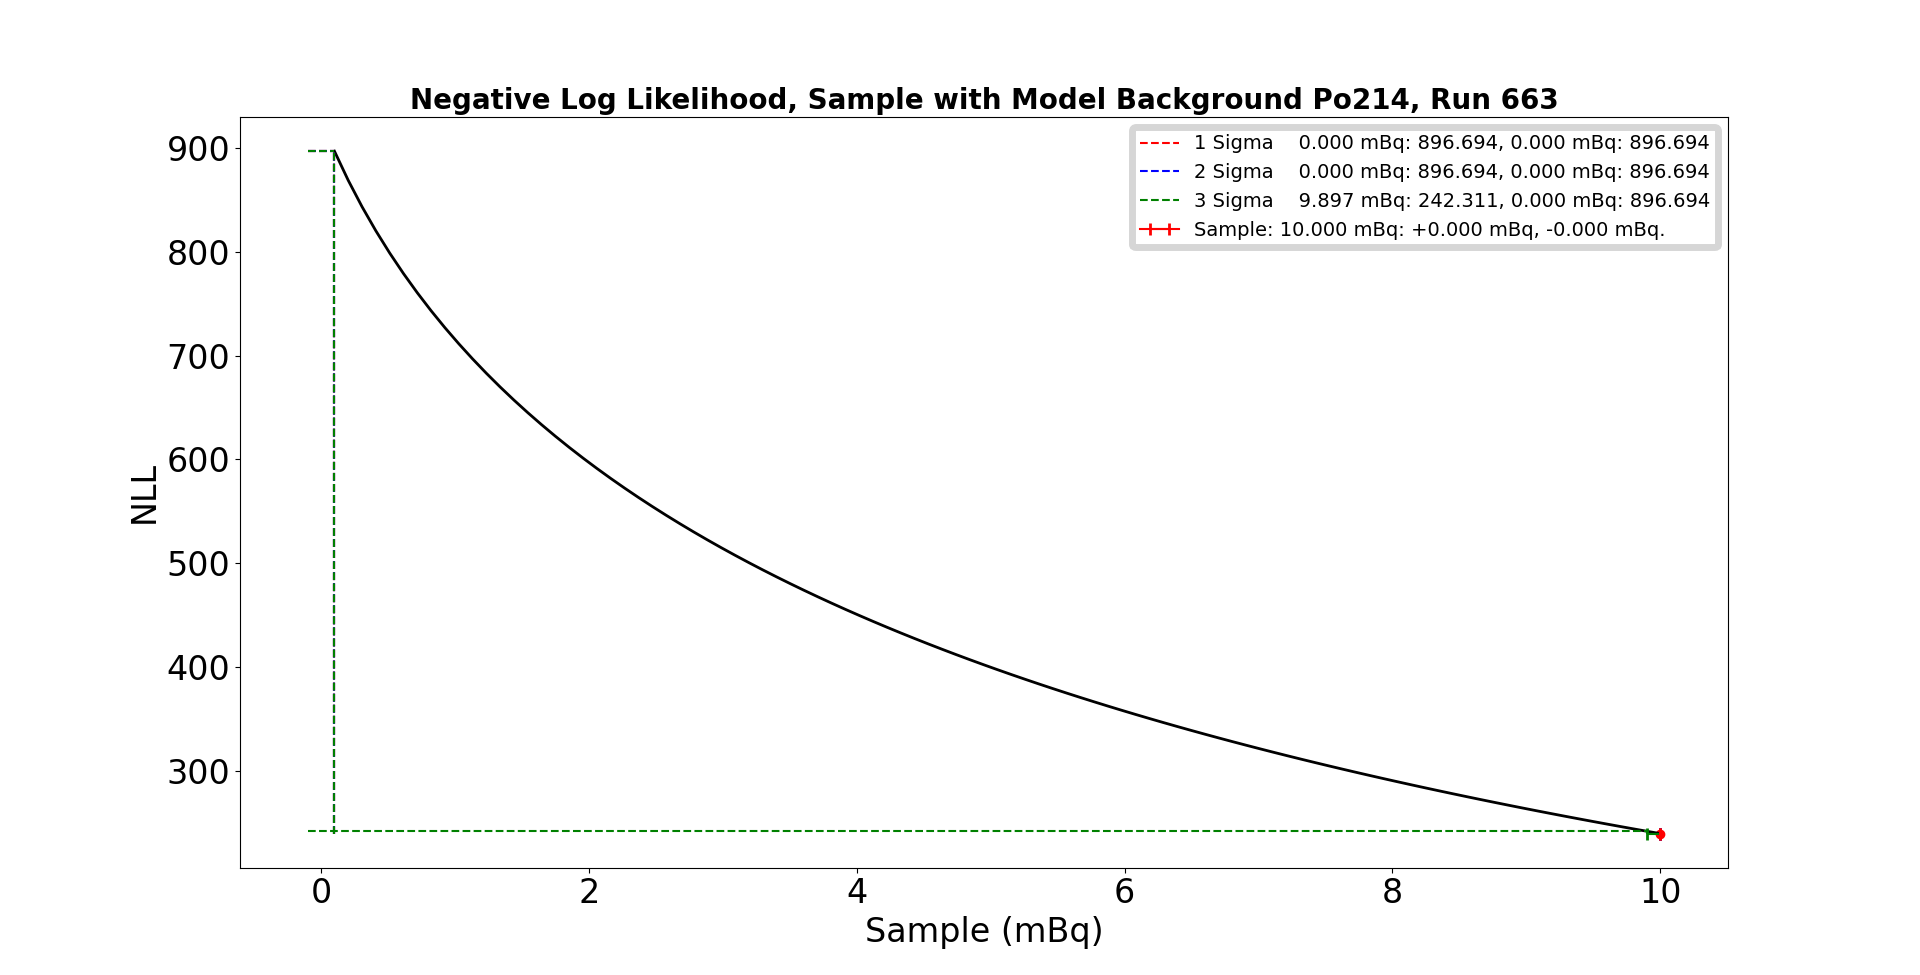 Negative Log Likelihood, Sample with Model Background Po214, Run 663
1 Sigma    0.000 mBq: 896.694, 0.000 mBq: 896.694
2 Sigma    0.000 mBq: 896.694, 0.000 mBq: 896.694
3 Sigma    9.897 mBq: 242.311, 0.000 mBq: 896.694
Sample: 10.000 mBq: +0.000 mBq, -0.000 mBq.
900
800
700
600
500
400
300
NLL
0 2 4 6 8 10
Sample (mBq)